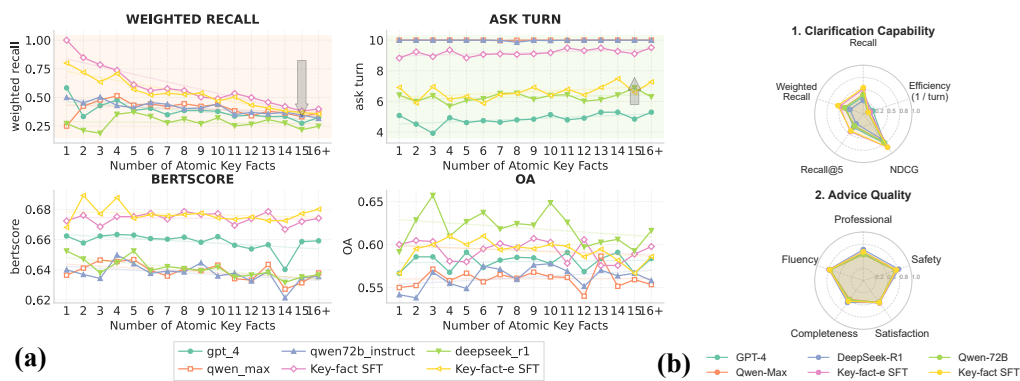 WEIGHTED RECALL
weighted recall
1.00
0.75
0.50
0.25
1 2 3 4 5 6 7 8 9 10 11 12 13 14 15 16+
Number of Atomic Key Facts
ASK TURN
ask turn
10
8
6
4
1 2 3 4 5 6 7 8 9 10 11 12 13 14 15 16+
Number of Atomic Key Facts
BERTSCORE
bertscore
0.68
0.66
0.64
0.62
1 2 3 4 5 6 7 8 9 10 11 12 13 14 15 16+
Number of Atomic Key Facts
OA
OA
0.65
0.60
0.55
1 2 3 4 5 6 7 8 9 10 11 12 13 14 15 16+
Number of Atomic Key Facts
(a)
gpt_4
qwen72b_instruct
deepseek_r1
qwen_max
Key-fact SFT
Key-fact-e SFT
1. Clarification Capability
Recall
Weighted
Recall
Efficiency
(1 / turn)
0.2 0.4 0.6 0.8 1.0
Recall@5
NDCG
2. Advice Quality
Professional
Fluency
Safety
0.2 0.4 0.6 0.8 1.0
Completeness
Satisfaction
(b)
GPT-4
DeepSeek-R1
Qwen-72B
Qwen-Max
Key-fact SFT
Key-fact-e SFT